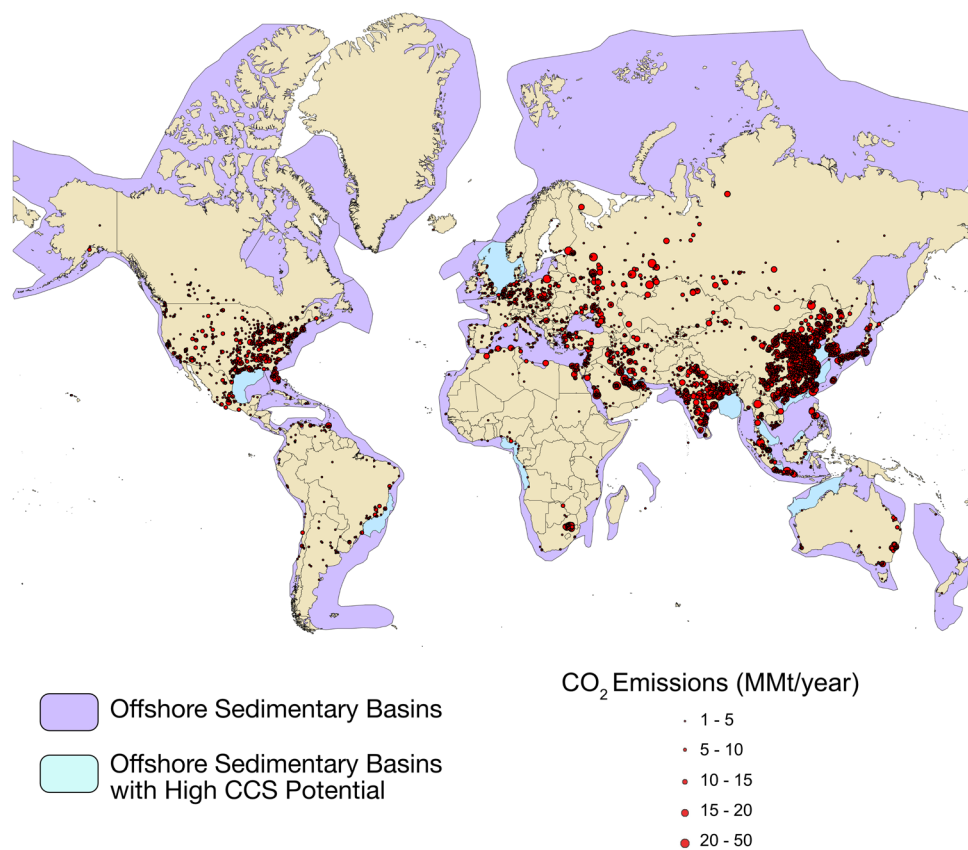 Offshore Sedimentary Basins
Offshore Sedimentary Basins
with High CCS Potential
CO2 Emissions (MMt/year)
1 - 5
5 - 10
10 - 15
15 - 20
20 - 50